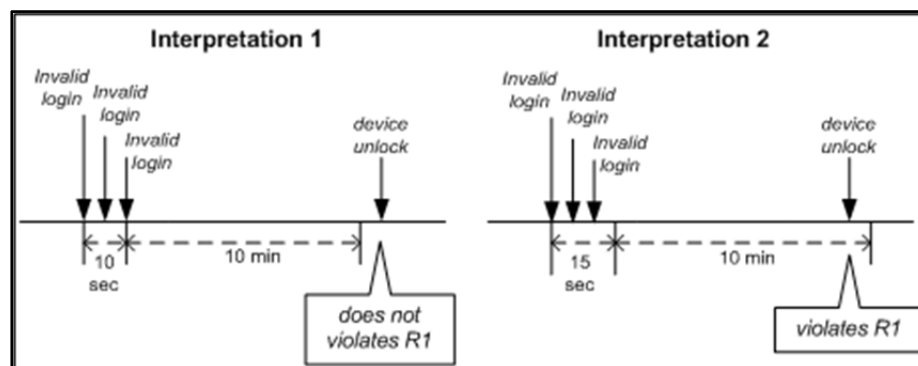 Interpretation 1
Invalid
login
Invalid
login
Invalid
login
device
unlock
10
sec
10 min
does not
violates R1
Interpretation 2
Invalid
login
Invalid
login
Invalid
login
device
unlock
15
sec
10 min
violates R1